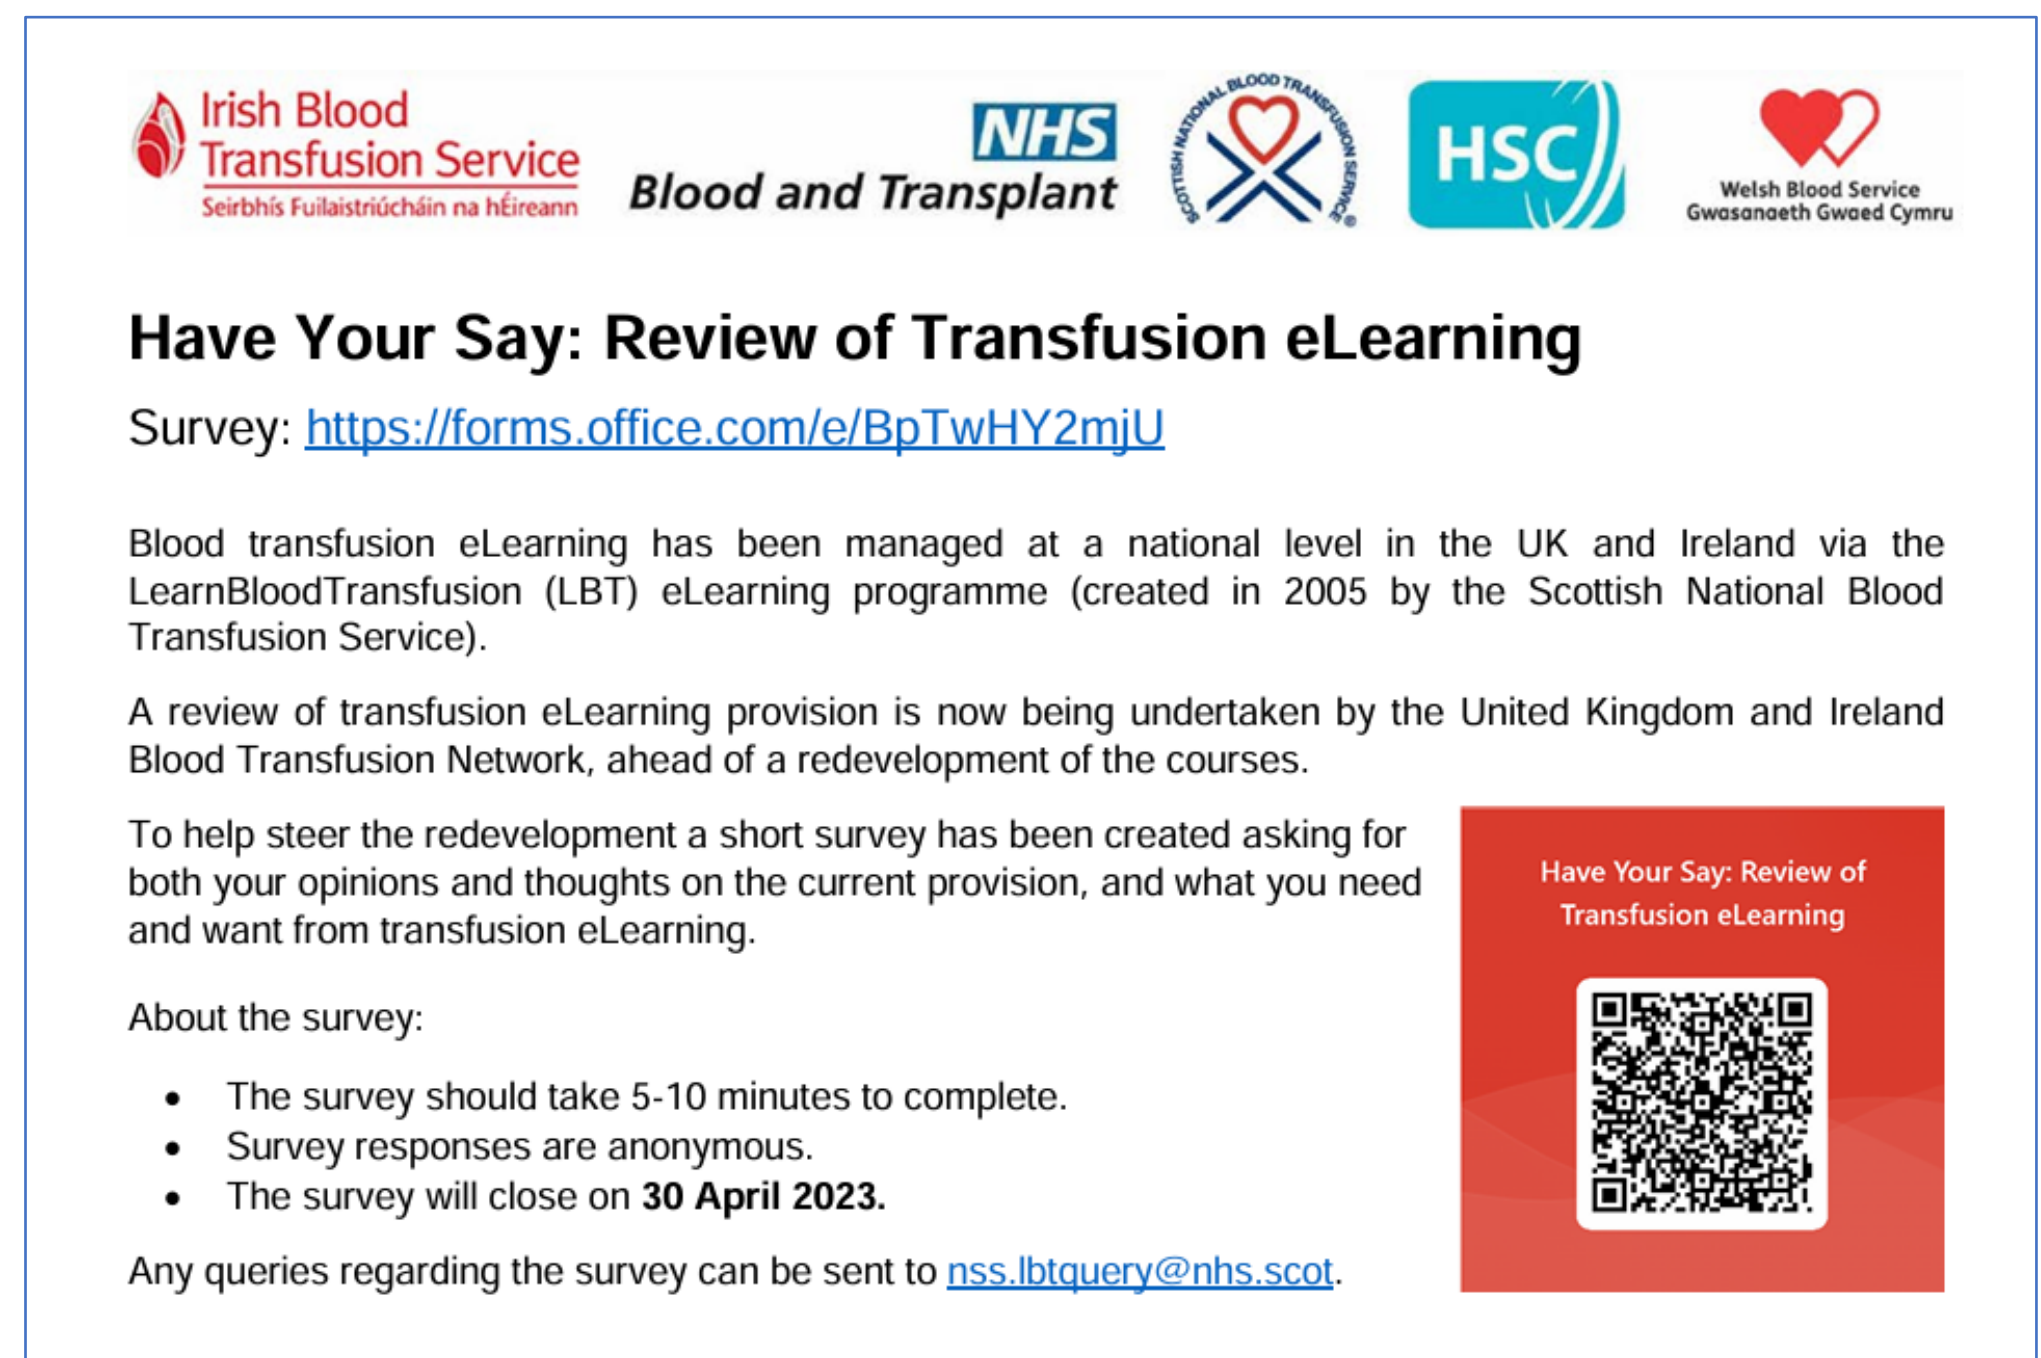 Irish Blood
Transfusion Service
Seirbhís Fuilaistriúcháin na hÉireann
NHS
Blood and Transplant
SCOTTISH NATIONAL BLOOD TRANSFUSION SERVICE ®
HSC
Welsh Blood Service
Gwasanaeth Gwaed Cymru
Have Your Say: Review of Transfusion eLearning
Survey: https://forms.office.com/e/BpTwHY2mjU
Blood transfusion eLearning has been managed at a national level in the UK and Ireland via the
LearnBloodTransfusion (LBT) eLearning programme (created in 2005 by the Scottish National Blood
Transfusion Service).
A review of transfusion eLearning provision is now being undertaken by the United Kingdom and Ireland
Blood Transfusion Network, ahead of a redevelopment of the courses.
To help steer the redevelopment a short survey has been created asking for
both your opinions and thoughts on the current provision, and what you need
and want from transfusion eLearning.
About the survey:
• The survey should take 5-10 minutes to complete.
• Survey responses are anonymous.
• The survey will close on 30 April 2023.
Any queries regarding the survey can be sent to nss.lbtquery@nhs.scot.
Have Your Say: Review of
Transfusion eLearning